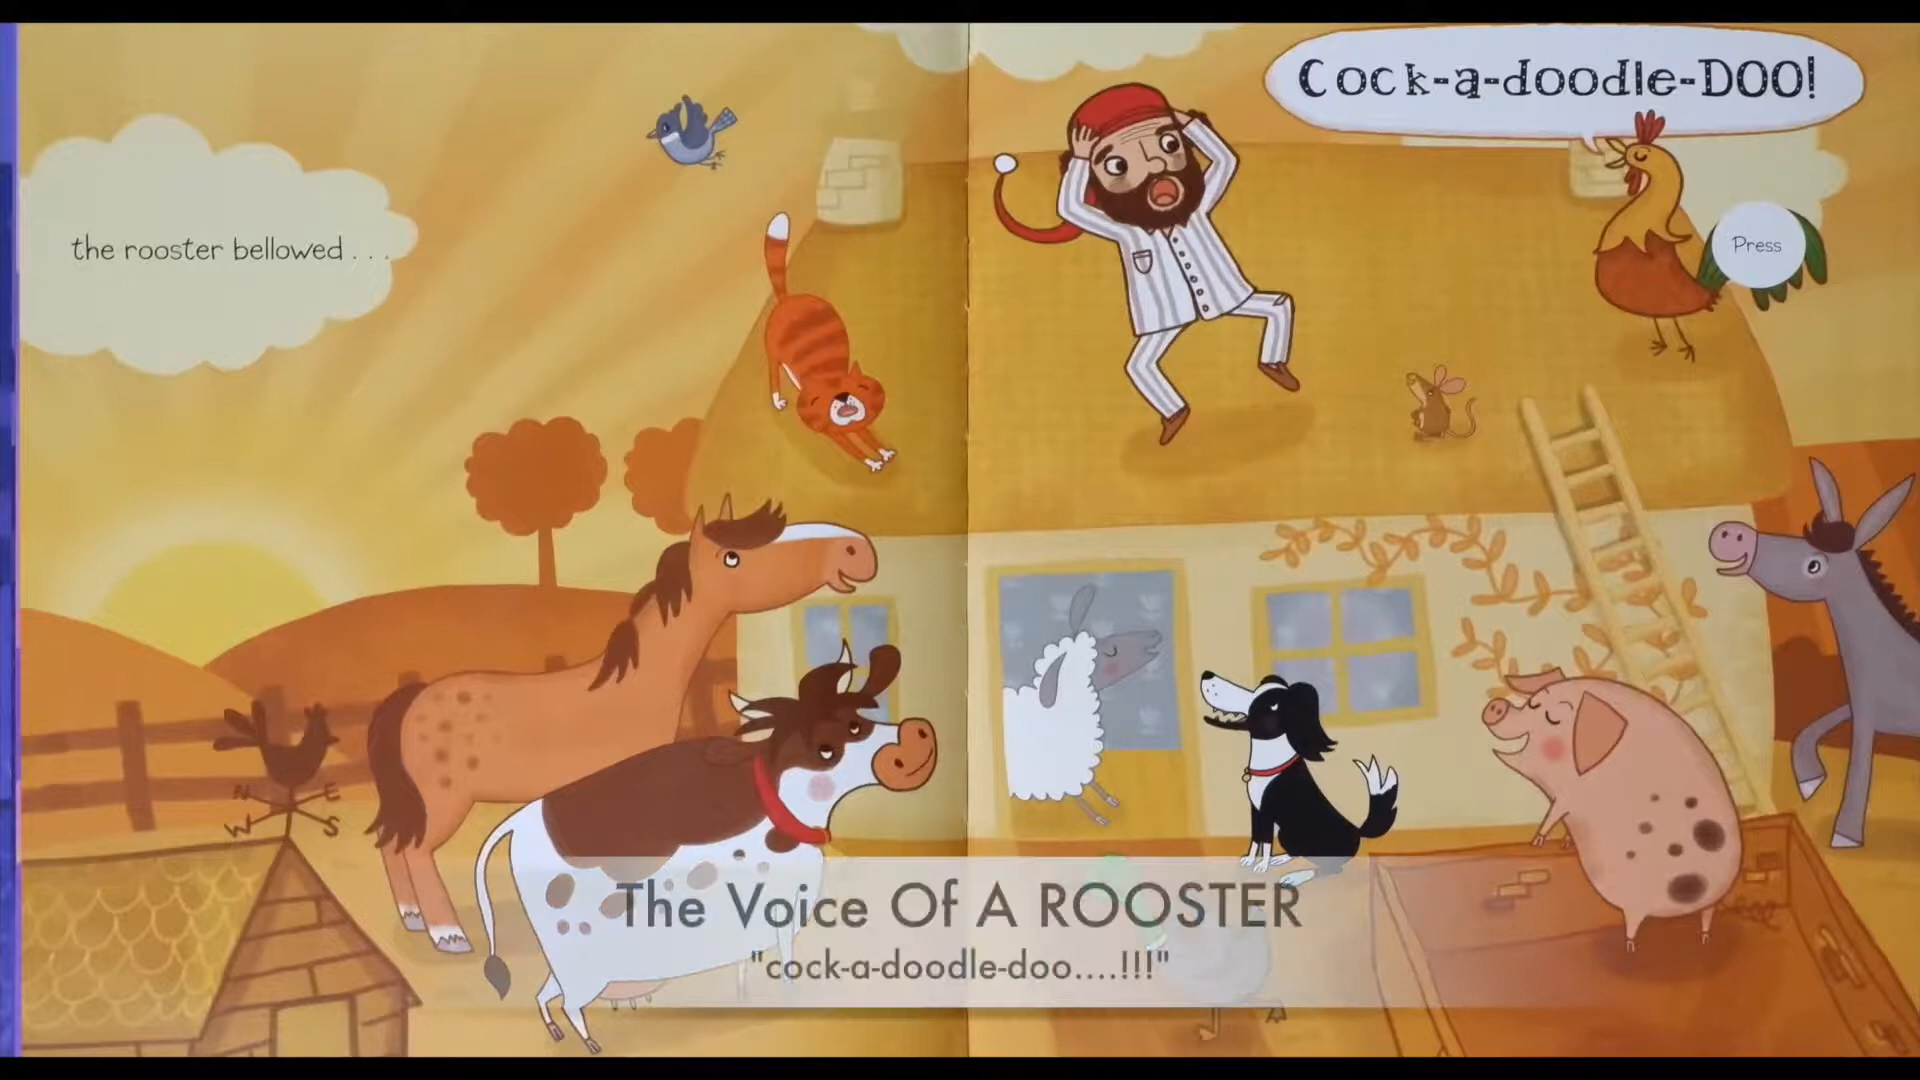 the rooster bellowed . . .
Cock-a-doodle-DOO!
Press
N E
W S
The Voice Of A ROOSTER
"cock-a-doodle-doo....!!!"